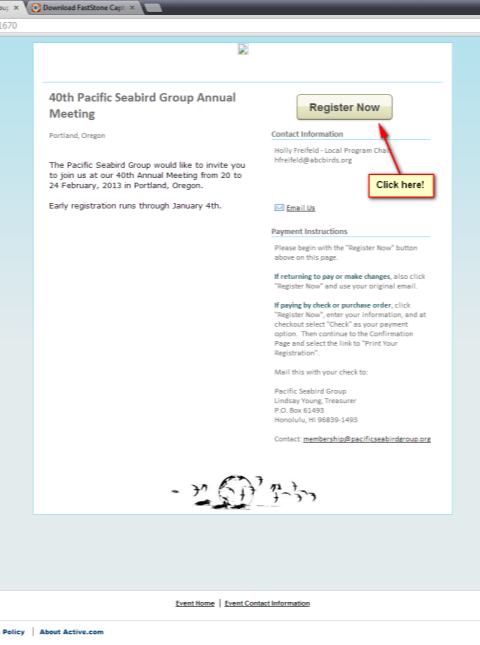 Download FastStone Capt
1670
40th Pacific Seabird Group Annual
Meeting
Portland, Oregon
The Pacific Seabird Group would like to invite you
to join us at our 40th Annual Meeting from 20 to
24 February, 2013 in Portland, Oregon.
Early registration runs through January 4th.
Register Now
Contact Information
Holly Freifeld - Local Program Chair
hfreifeld@abcbirds.org
Click here!
Email Us
Payment Instructions
Please begin with the "Register Now" button
above on this page.
If returning to pay or make changes, also click
"Register Now" and use your original email.
If paying by check or purchase order, click
"Register Now", enter your information, and at
checkout select "Check" as your payment
option. Then continue to the Confirmation
Page and select the link to "Print Your
Registration".
Mail this with your check to:
Pacific Seabird Group
Lindsay Young, Treasurer
P.O. Box 61493
Honolulu, HI 96839-1493
Contact: membership@pacificseabirdgroup.org
Event Home | Event Contact Information
Policy | About Active.com